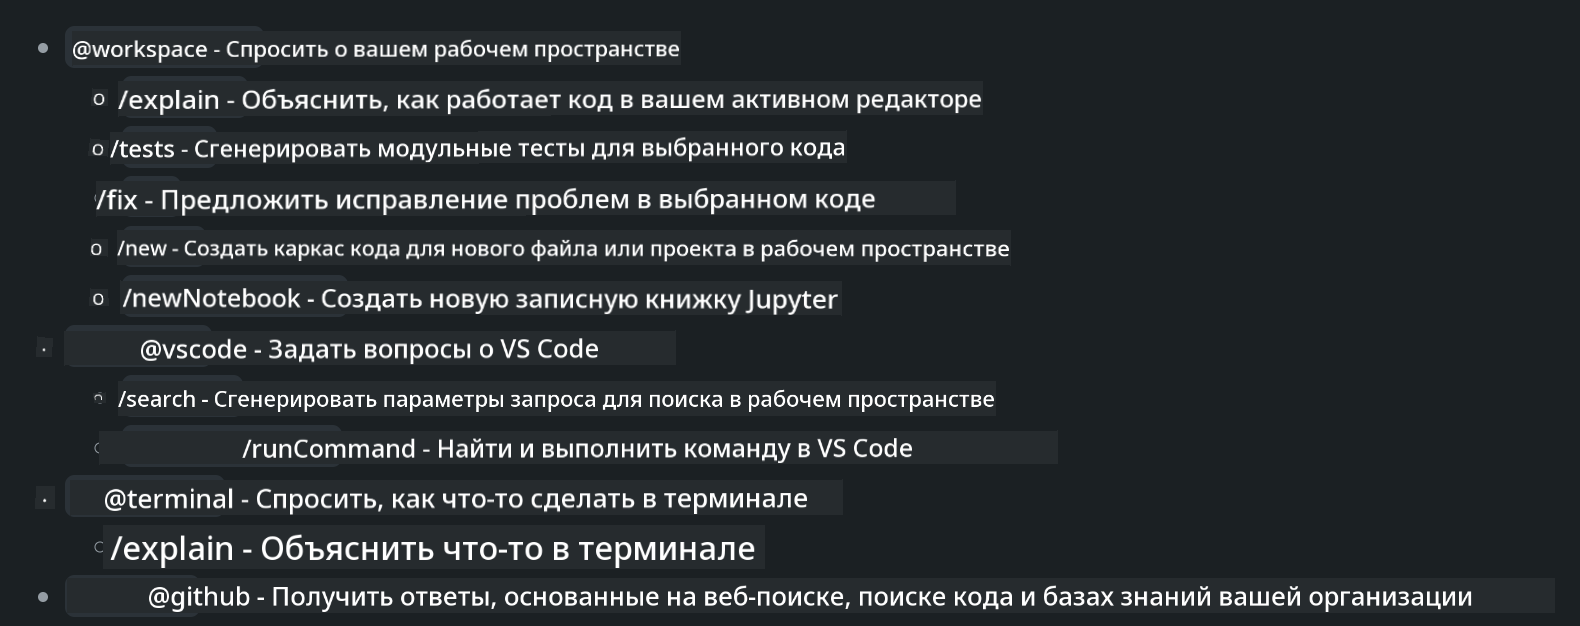 @workspace - Спросить о вашем рабочем пространстве
/explain - Объяснить, как работает код в вашем активном редакторе
/tests - Сгенерировать модульные тесты для выбранного кода
/fix - Предложить исправление проблем в выбранном коде
/new - Создать каркас кода для нового файла или проекта в рабочем пространстве
/newNotebook - Создать новую записную книжку Jupyter
@vscode - Задать вопросы о VS Code
/search - Сгенерировать параметры запроса для поиска в рабочем пространстве
/runCommand - Найти и выполнить команду в VS Code
@terminal - Спросить, как что-то сделать в терминале
/explain - Объяснить что-то в терминале
@github - Получить ответы, основанные на веб-поиске, поиске кода и базах знаний вашей организации